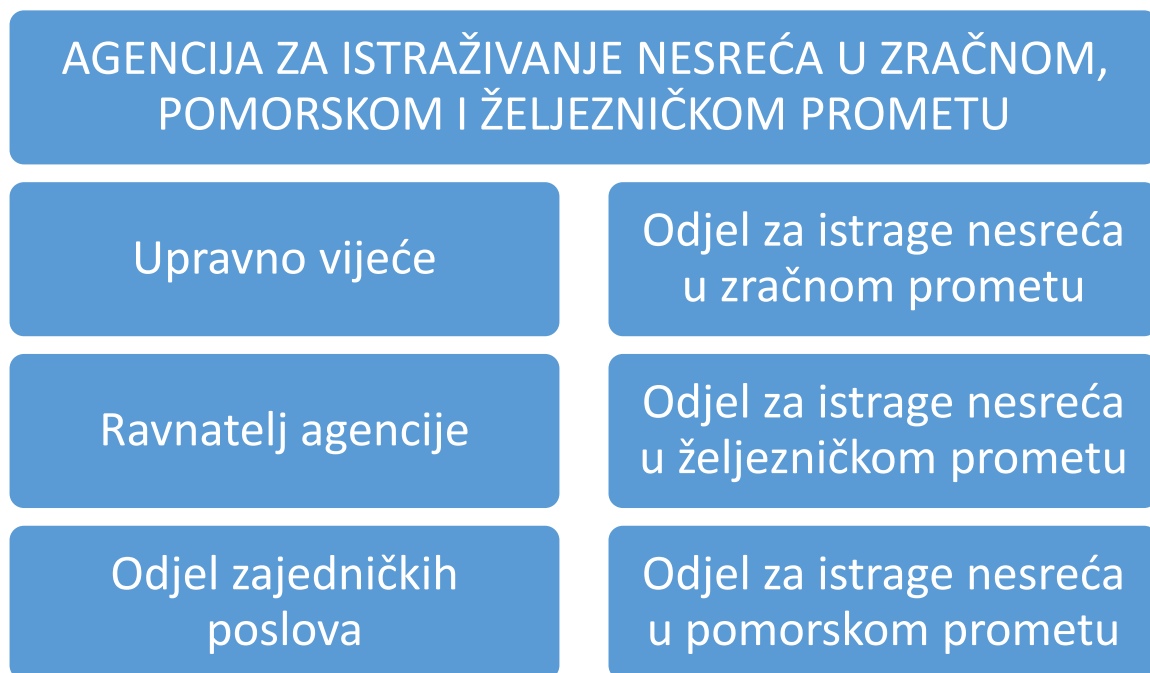 AGENCIJA ZA ISTRAŽIVANJE NESREĆA U ZRAČNOM,
POMORSKOM I ŽELJEZNIČKOM PROMETU
Upravno vijeće
Odjel za istrage nesreća
u zračnom prometu
Ravnatelj agencije
Odjel za istrage nesreća
u željezničkom prometu
Odjel zajedničkih
poslova
Odjel za istrage nesreća
u pomorskom prometu